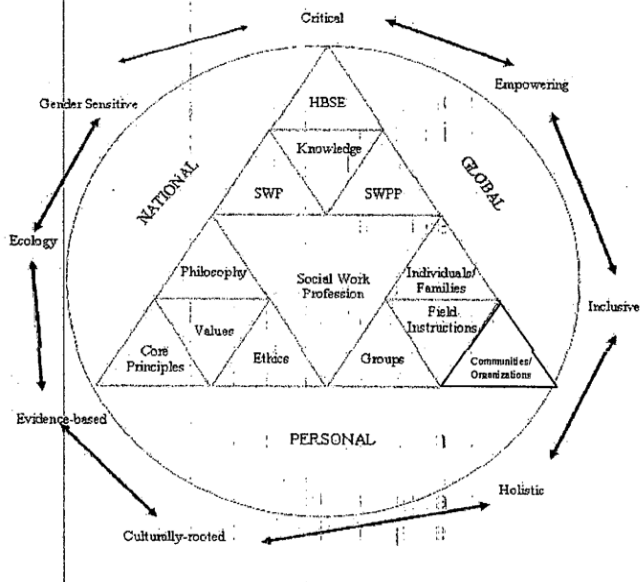 Critical
Gender Sensitive
Empowering
HBSE
Knowledge
NATIONAL
GLOBAL
SWP
SWPP
Ecology
Philosophy
Social Work
Profession
Individuals/
Families
Inclusive
Values
Field
Instructions
Core
Principles
Ethics
Groups
Communities/
Organizations
Evidence-based
PERSONAL
Holistic
Culturally-rooted